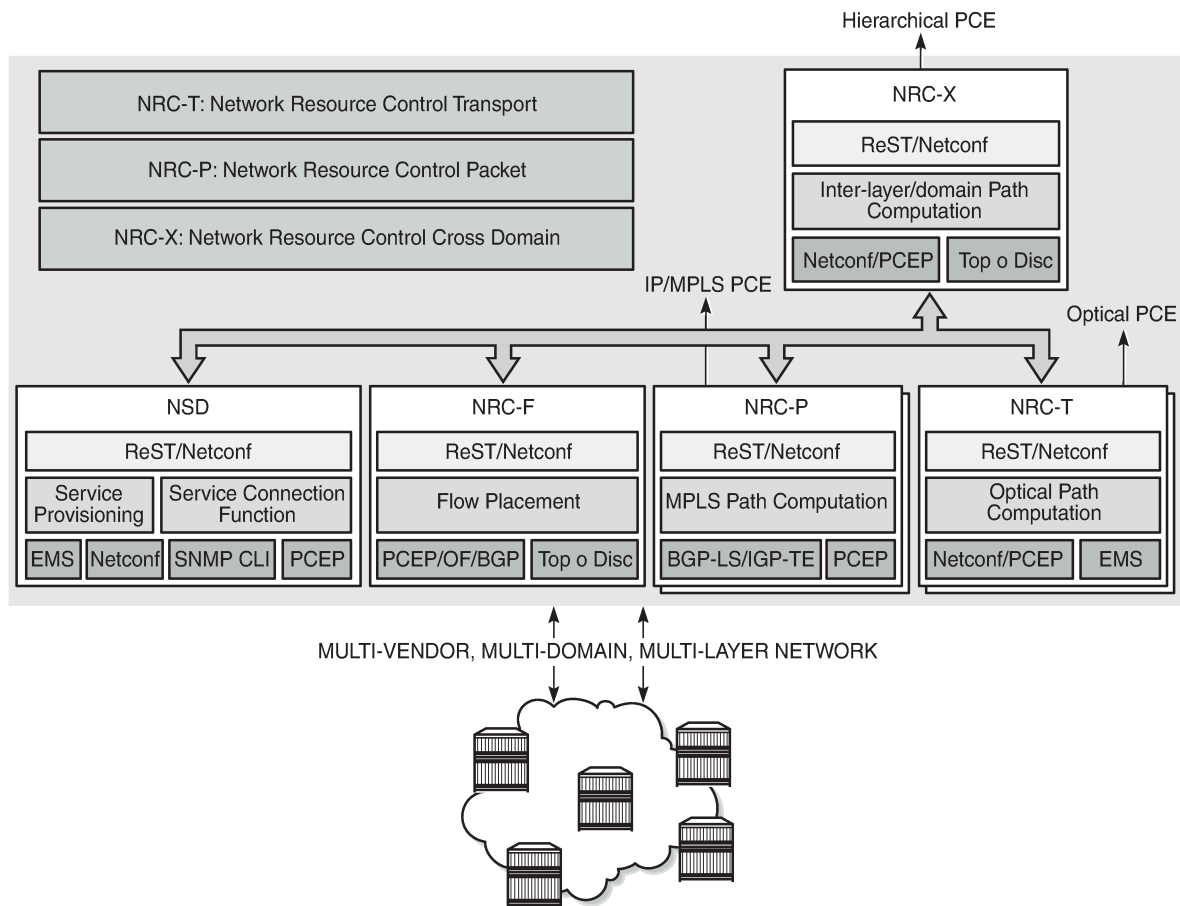 Hierarchical PCE
NRC-T: Network Resource Control Transport
NRC-P: Network Resource Control Packet
NRC-X: Network Resource Control Cross Domain
NRC-X
ReST/Netconf
Inter-layer/domain Path
Computation
Netconf/PCEP
Top o Disc
IP/MPLS PCE
Optical PCE
NSD
ReST/Netconf
Service
Provisioning
Service Connection
Function
EMS
Netconf
SNMP CLI
PCEP
NRC-F
ReST/Netconf
Flow Placement
PCEP/OF/BGP
Top o Disc
NRC-P
ReST/Netconf
MPLS Path Computation
BGP-LS/IGP-TE
PCEP
NRC-T
ReST/Netconf
Optical Path
Computation
Netconf/PCEP
EMS
MULTI-VENDOR, MULTI-DOMAIN, MULTI-LAYER NETWORK